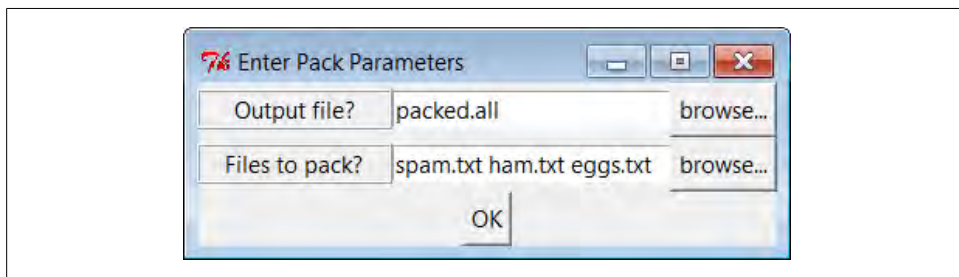 Enter Pack Parameters
Output file? packed.all browse...
Files to pack? spam.txt ham.txt eggs.txt browse...
OK